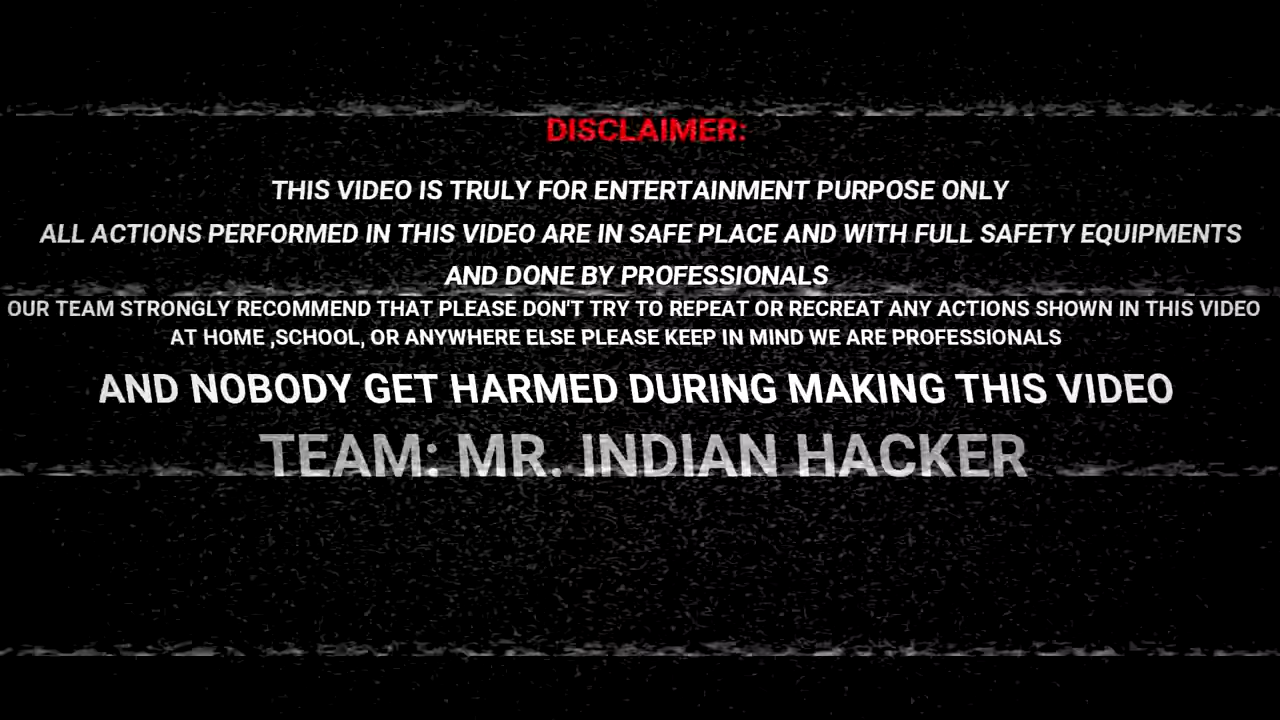 DISCLAIMER:
THIS VIDEO IS TRULY FOR ENTERTAINMENT PURPOSE ONLY
ALL ACTIONS PERFORMED IN THIS VIDEO ARE IN SAFE PLACE AND WITH FULL SAFETY EQUIPMENTS
AND DONE BY PROFESSIONALS
OUR TEAM STRONGLY RECOMMEND THAT PLEASE DON'T TRY TO REPEAT OR RECREAT ANY ACTIONS SHOWN IN THIS VIDEO
AT HOME ,SCHOOL, OR ANYWHERE ELSE PLEASE KEEP IN MIND WE ARE PROFESSIONALS
AND NOBODY GET HARMED DURING MAKING THIS VIDEO
TEAM: MR. INDIAN HACKER